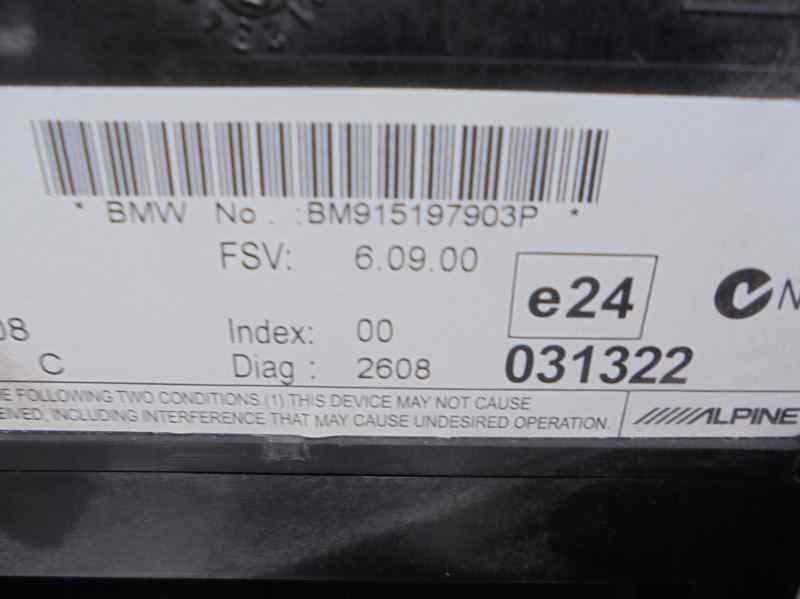 * BMW No . :BM915197903P *
FSV: 6.09.00
e24
08
Index: 00
C
Diag : 2608
031322
FOLLOWING TWO CONDITIONS.(1) THIS DEVICE MAY NOT CAUSE
INCLUDING INTERFERENCE THAT MAY CAUSE UNDESIRED OPERATION.
ALPINE